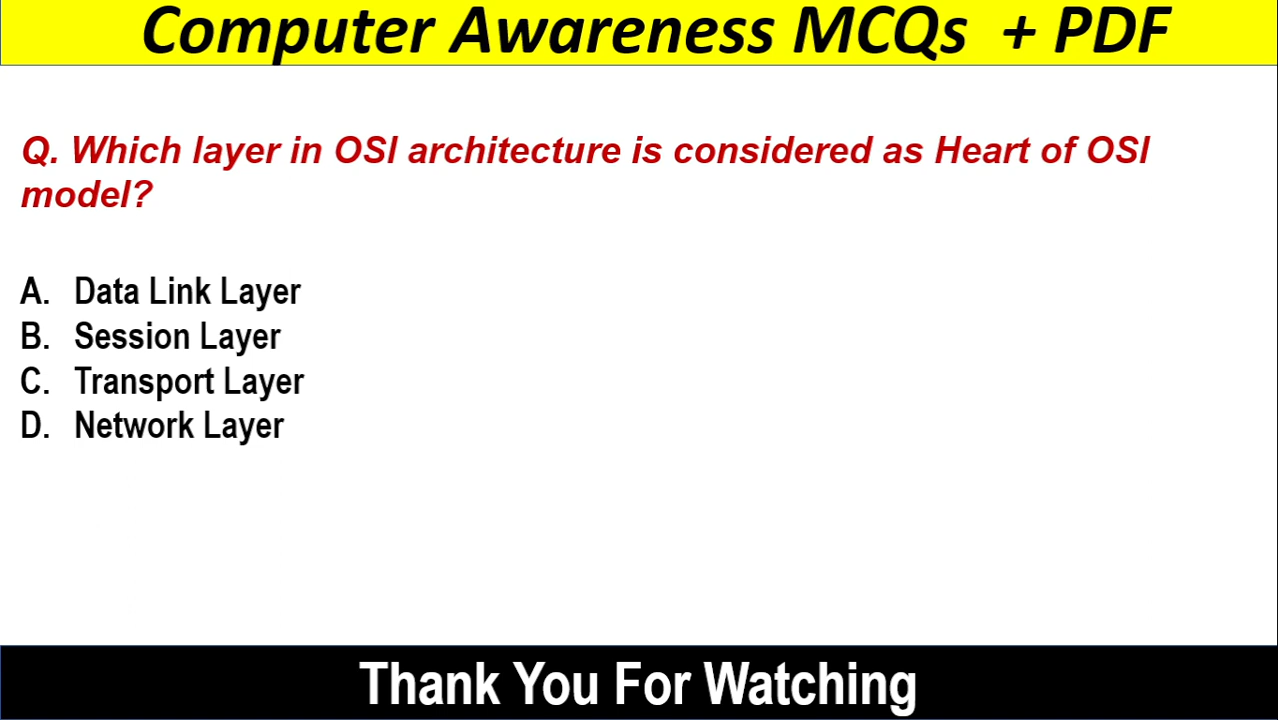 Computer Awareness MCQs + PDF
Q. Which layer in OSI architecture is considered as Heart of OSI
model?
A. Data Link Layer
B. Session Layer
C. Transport Layer
D. Network Layer
Thank You For Watching